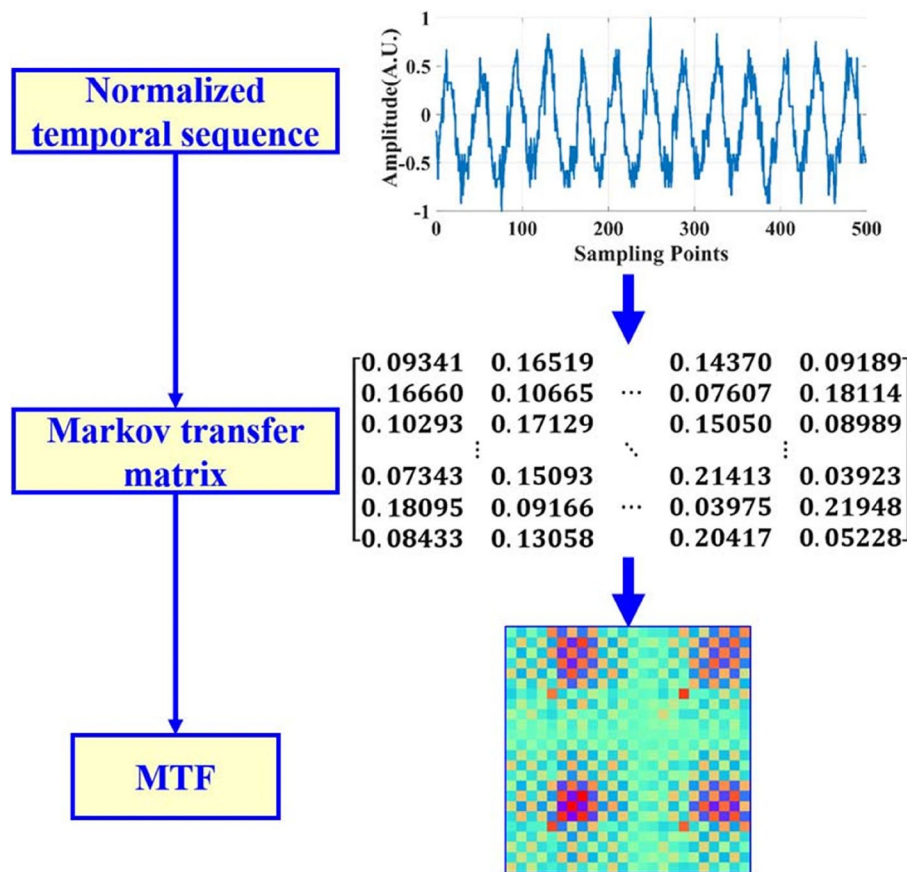 Normalized
temporal sequence
Amplitude(A.U.)
1
0.5
0
-0.5
-1
0 100 200 300 400 500
Sampling Points
0.09341 0.16519 0.14370 0.09189
0.16660 0.10665 ⋯ 0.07607 0.18114
0.10293 0.17129 0.15050 0.08989
⋮ ⋱ ⋮
0.07343 0.15093 0.21413 0.03923
0.18095 0.09166 ⋯ 0.03975 0.21948
0.08433 0.13058 0.20417 0.05228
Markov transfer
matrix
MTF